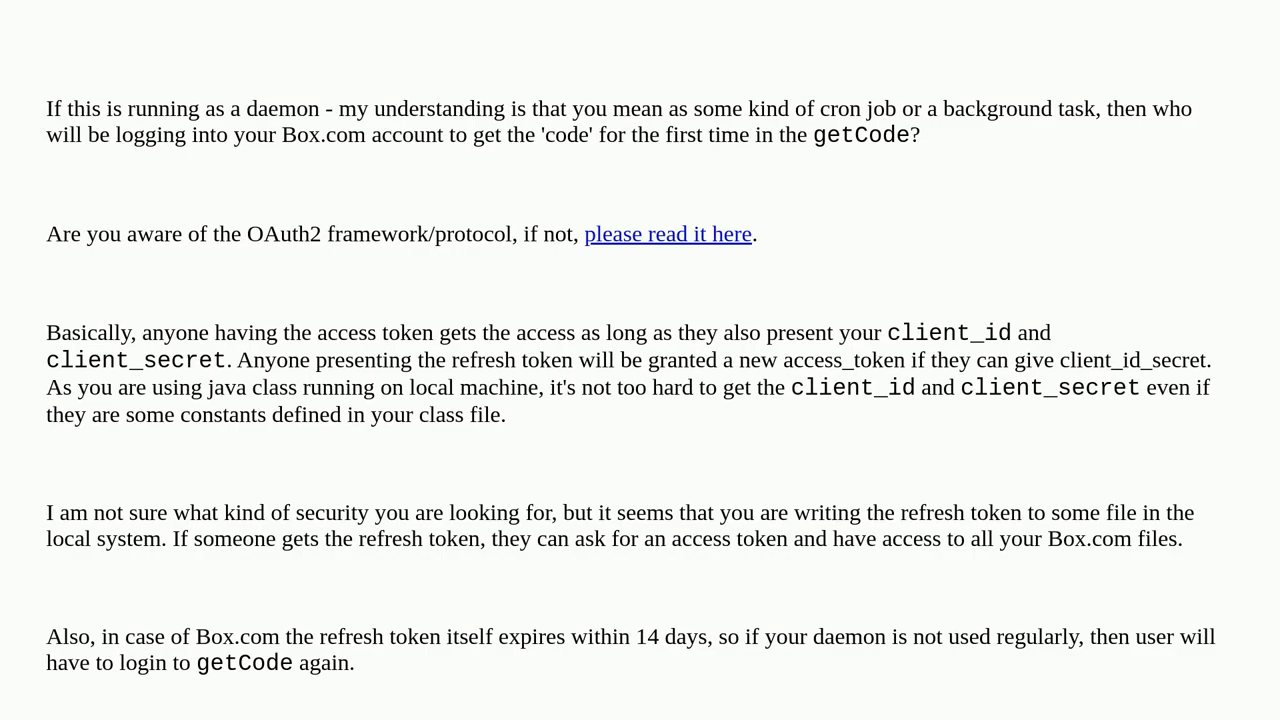 If this is running as a daemon - my understanding is that you mean as some kind of cron job or a background task, then who
will be logging into your Box.com account to get the 'code' for the first time in the getCode?
Are you aware of the OAuth2 framework/protocol, if not, please read it here.
Basically, anyone having the access token gets the access as long as they also present your client_id and
client_secret. Anyone presenting the refresh token will be granted a new access_token if they can give client_id_secret.
As you are using java class running on local machine, it's not too hard to get the client_id and client_secret even if
they are some constants defined in your class file.
I am not sure what kind of security you are looking for, but it seems that you are writing the refresh token to some file in the
local system. If someone gets the refresh token, they can ask for an access token and have access to all your Box.com files.
Also, in case of Box.com the refresh token itself expires within 14 days, so if your daemon is not used regularly, then user will
have to login to getCode again.